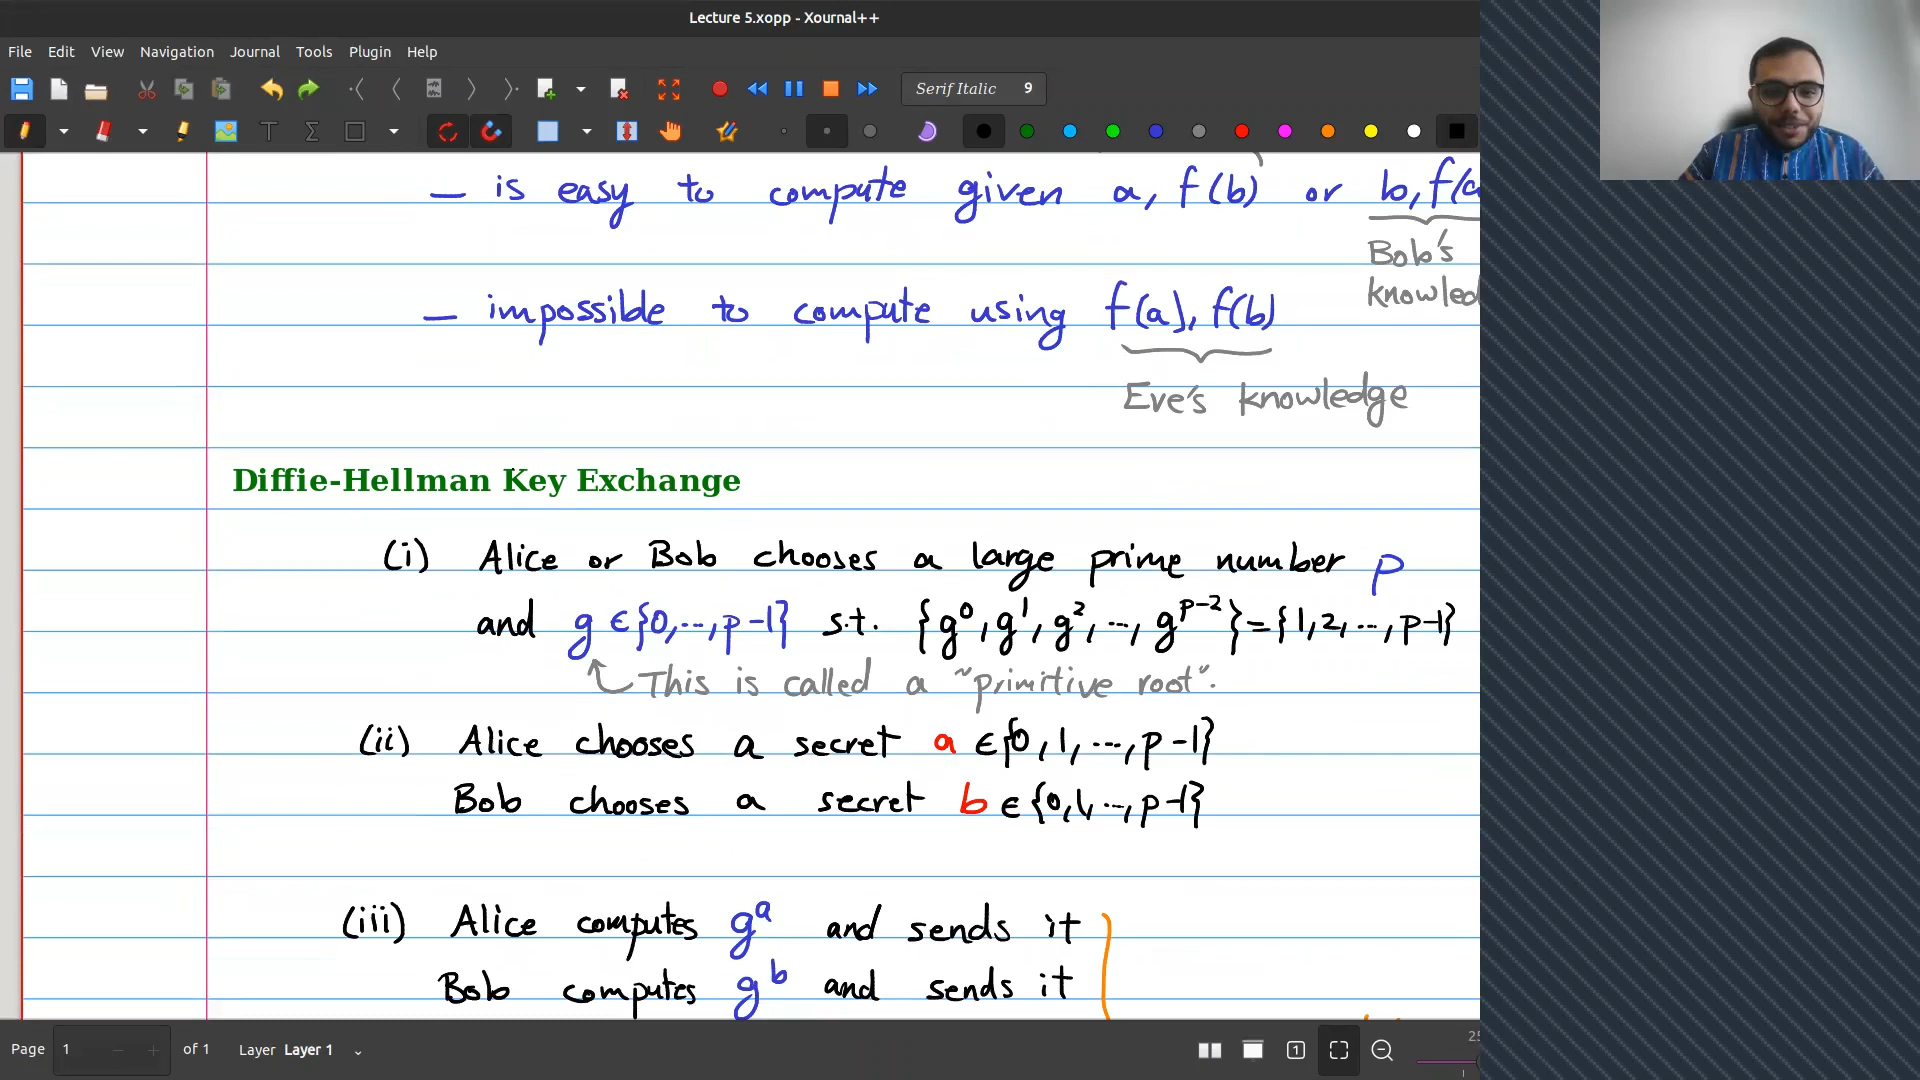 Lecture 5.xopp - Xournal++
File Edit View Navigation Journal Tools Plugin Help
Serif Italic 9
— is easy to compute given a, f(b) or b, f(a
Bob's
knowled
— impossible to compute using f(a), f(b)
Eve's knowledge
Diffie-Hellman Key Exchange
(i) Alice or Bob chooses a large prime number p
and g ∈ {0, ..., p-1} s.t. {g⁰, g¹, g², ..., g^{p-2}} = {1, 2, ..., p-1}
This is called a "primitive root".
(ii) Alice chooses a secret a ∈ {0, 1, ..., p-1}
Bob chooses a secret b ∈ {0, 1, ..., p-1}
(iii) Alice computes g^a and sends it
Bob computes g^b and sends it
Page 1 of 1 Layer Layer 1 1 25